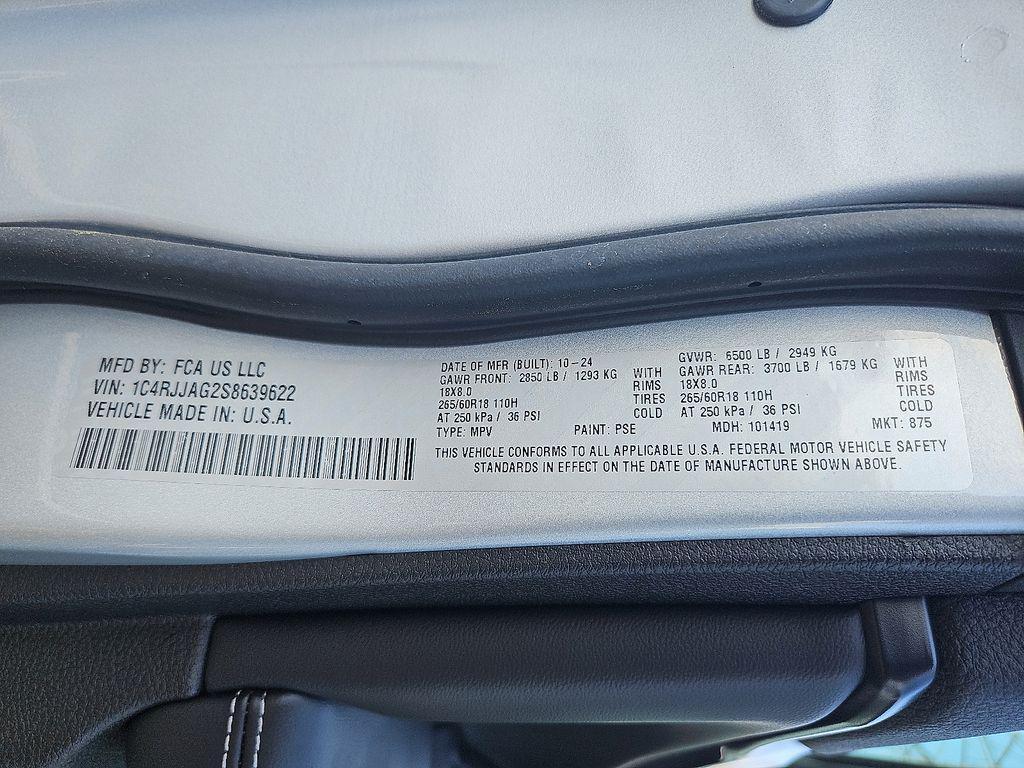 MFD BY: FCA US LLC
VIN: 1C4RJJAG2S8639622
VEHICLE MADE IN: U.S.A.
DATE OF MFR (BUILT): 10-24
GAWR FRONT: 2850 LB / 1293 KG WITH
18X8.0 RIMS
265/60R18 110H TIRES
AT 250 kPa / 36 PSI COLD
GVWR: 6500 LB / 2949 KG
GAWR REAR: 3700 LB / 1679 KG WITH
18X8.0 RIMS
265/60R18 110H TIRES
AT 250 kPa / 36 PSI COLD
TYPE: MPV PAINT: PSE MDH: 101419 MKT: 875
THIS VEHICLE CONFORMS TO ALL APPLICABLE U.S.A. FEDERAL MOTOR VEHICLE SAFETY
STANDARDS IN EFFECT ON THE DATE OF MANUFACTURE SHOWN ABOVE.